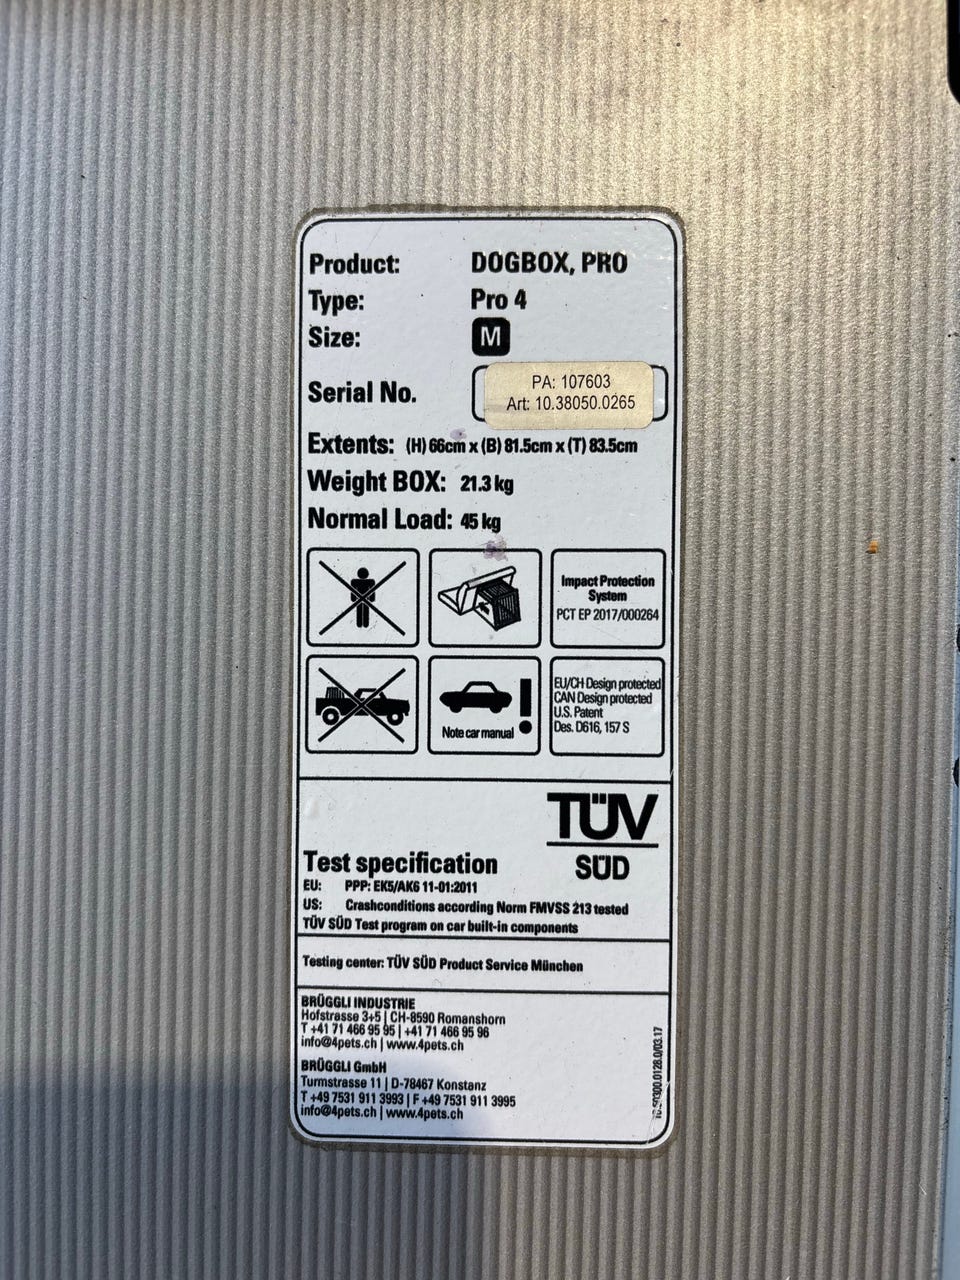 Product: DOGBOX, PRO
Type: Pro 4
Size: M
Serial No. PA: 107603
Art: 10.38050.0265
Extents: (H) 66cm x (B) 81.5cm x (T) 83.5cm
Weight BOX: 21.3 kg
Normal Load: 45 kg
Impact Protection
System
PCT EP 2017/000264
Note car manual !
EU/CH Design protected
CAN Design protected
U.S. Patent
Des. D616, 157 S
TÜV
SÜD
Test specification
EU: PPP: EK5/AK6 11-01:2011
US: Crashconditions according Norm FMVSS 213 tested
TÜV SÜD Test program on car built-in components
Testing center: TÜV SÜD Product Service München
BRÜGGLI INDUSTRIE
Hofstrasse 3+5 | CH-8590 Romanshorn
T +41 71 466 95 95 | +41 71 466 95 96
info@4pets.ch | www.4pets.ch
BRÜGGLI GmbH
Turmstrasse 11 | D-78467 Konstanz
T +49 7531 911 3993 | F +49 7531 911 3995
info@4pets.ch | www.4pets.ch